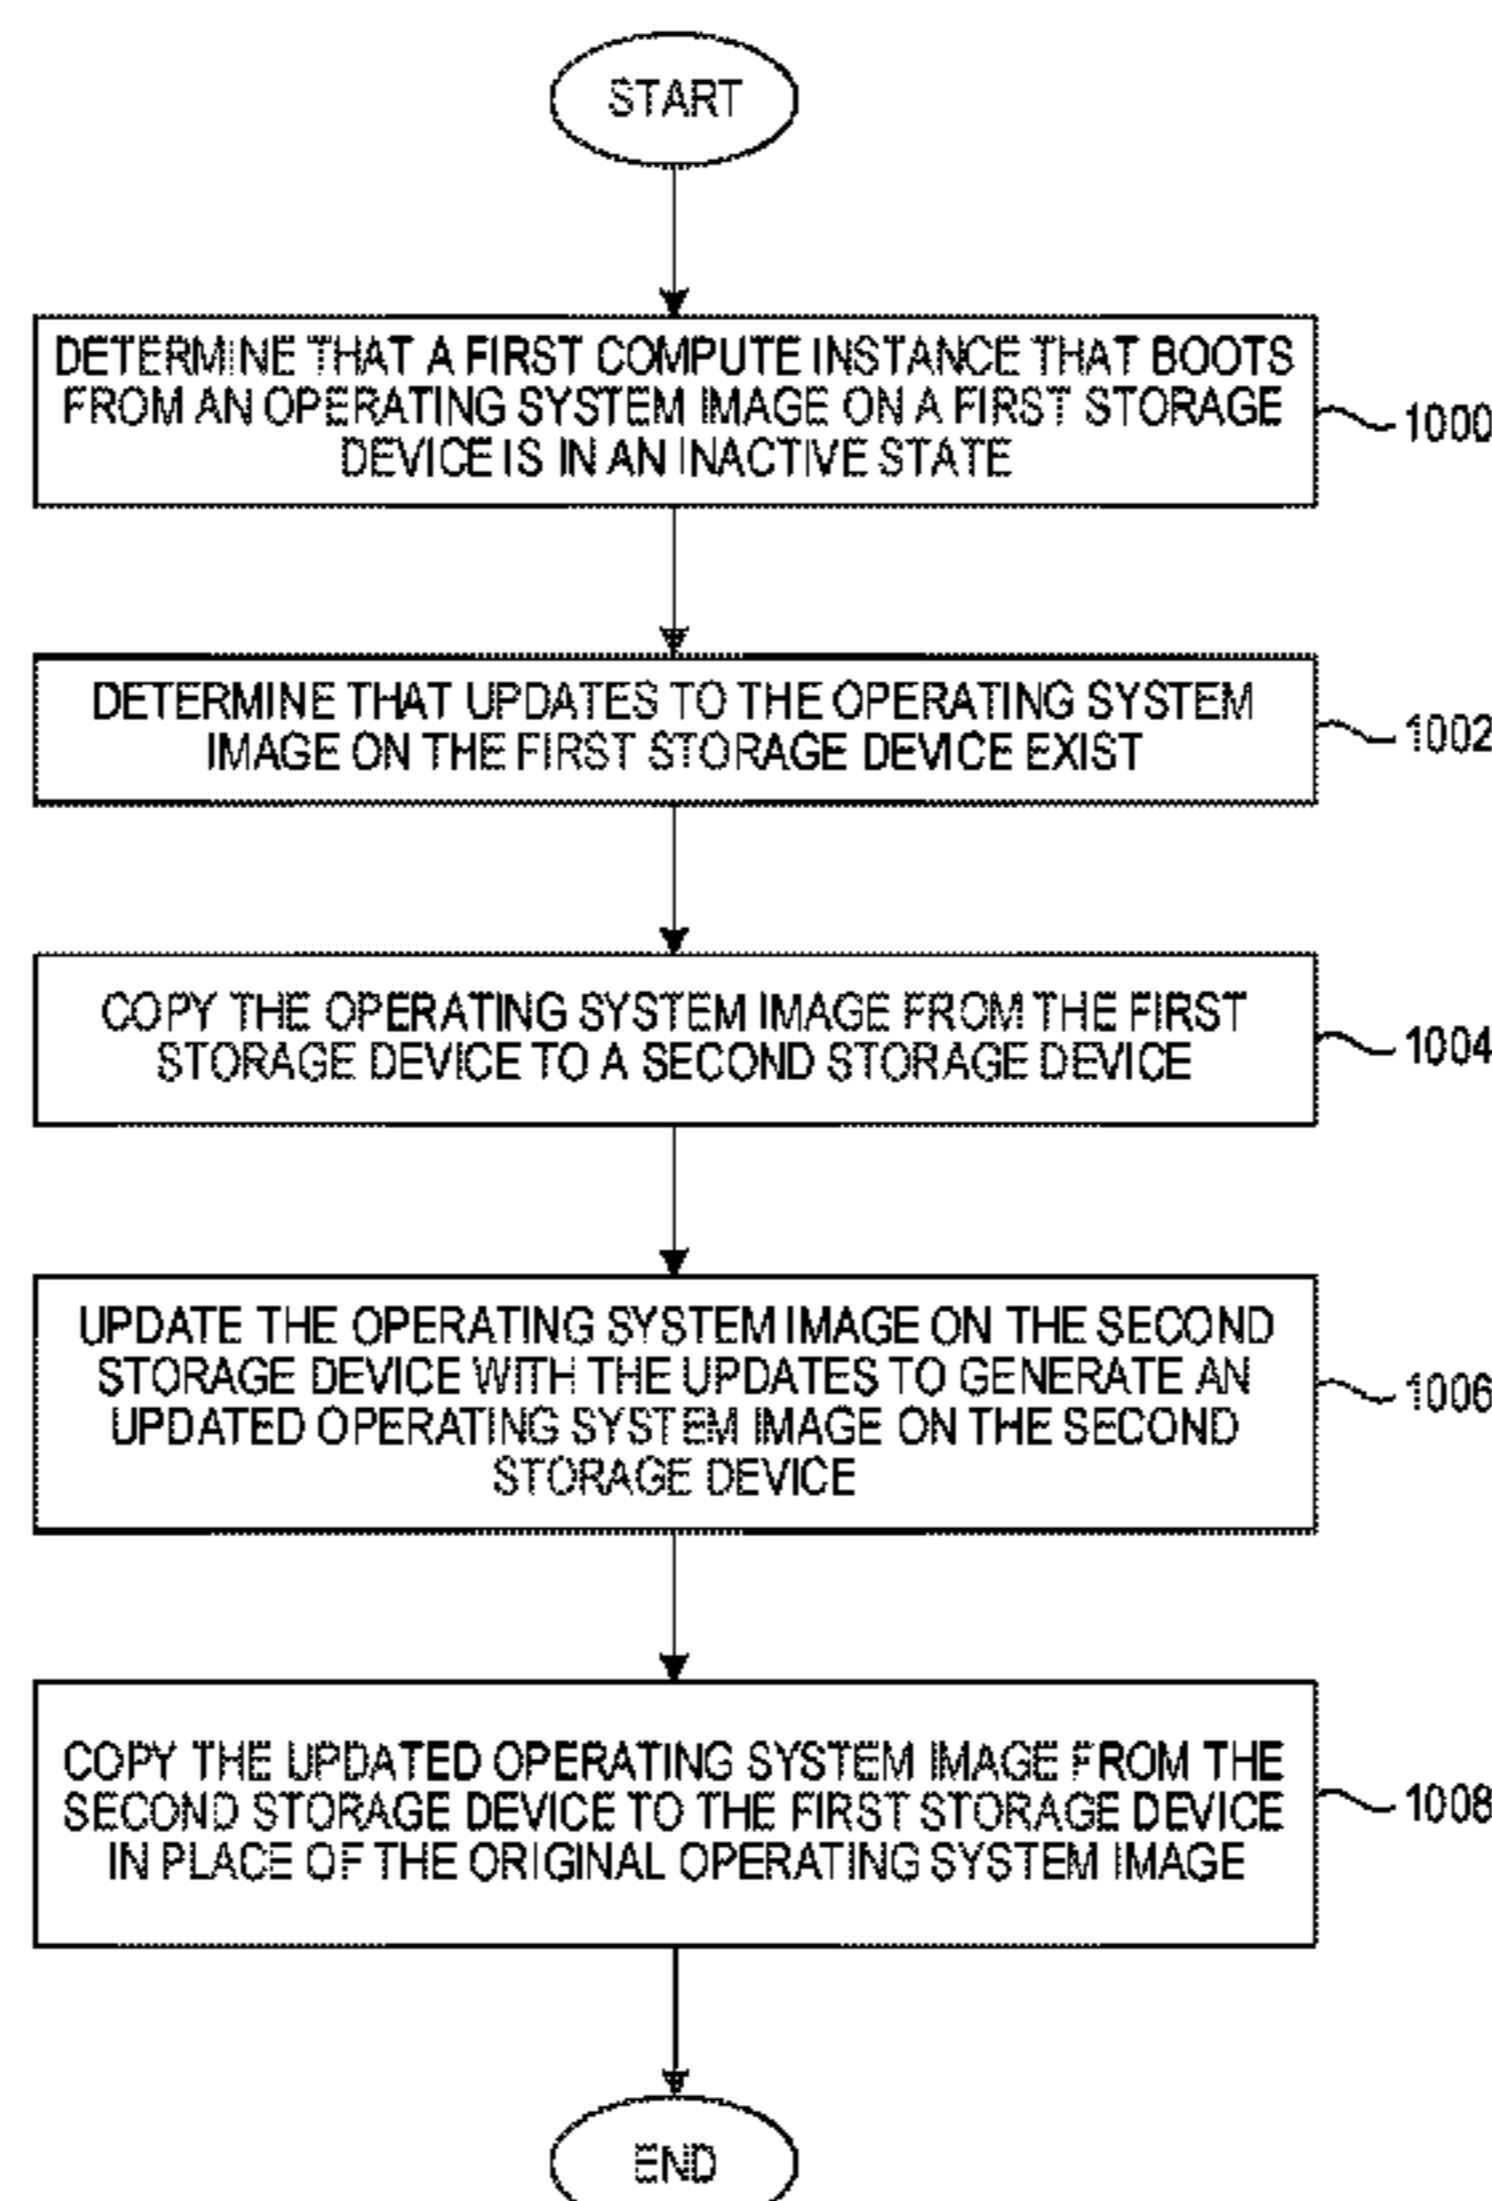 START
DETERMINE THAT A FIRST COMPUTE INSTANCE THAT BOOTS
FROM AN OPERATING SYSTEM IMAGE ON A FIRST STORAGE
DEVICE IS IN AN INACTIVE STATE
1000
DETERMINE THAT UPDATES TO THE OPERATING SYSTEM
IMAGE ON THE FIRST STORAGE DEVICE EXIST
1002
COPY THE OPERATING SYSTEM IMAGE FROM THE FIRST
STORAGE DEVICE TO A SECOND STORAGE DEVICE
1004
UPDATE THE OPERATING SYSTEM IMAGE ON THE SECOND
STORAGE DEVICE WITH THE UPDATES TO GENERATE AN
UPDATED OPERATING SYSTEM IMAGE ON THE SECOND
STORAGE DEVICE
1006
COPY THE UPDATED OPERATING SYSTEM IMAGE FROM THE
SECOND STORAGE DEVICE TO THE FIRST STORAGE DEVICE
IN PLACE OF THE ORIGINAL OPERATING SYSTEM IMAGE
1008
END